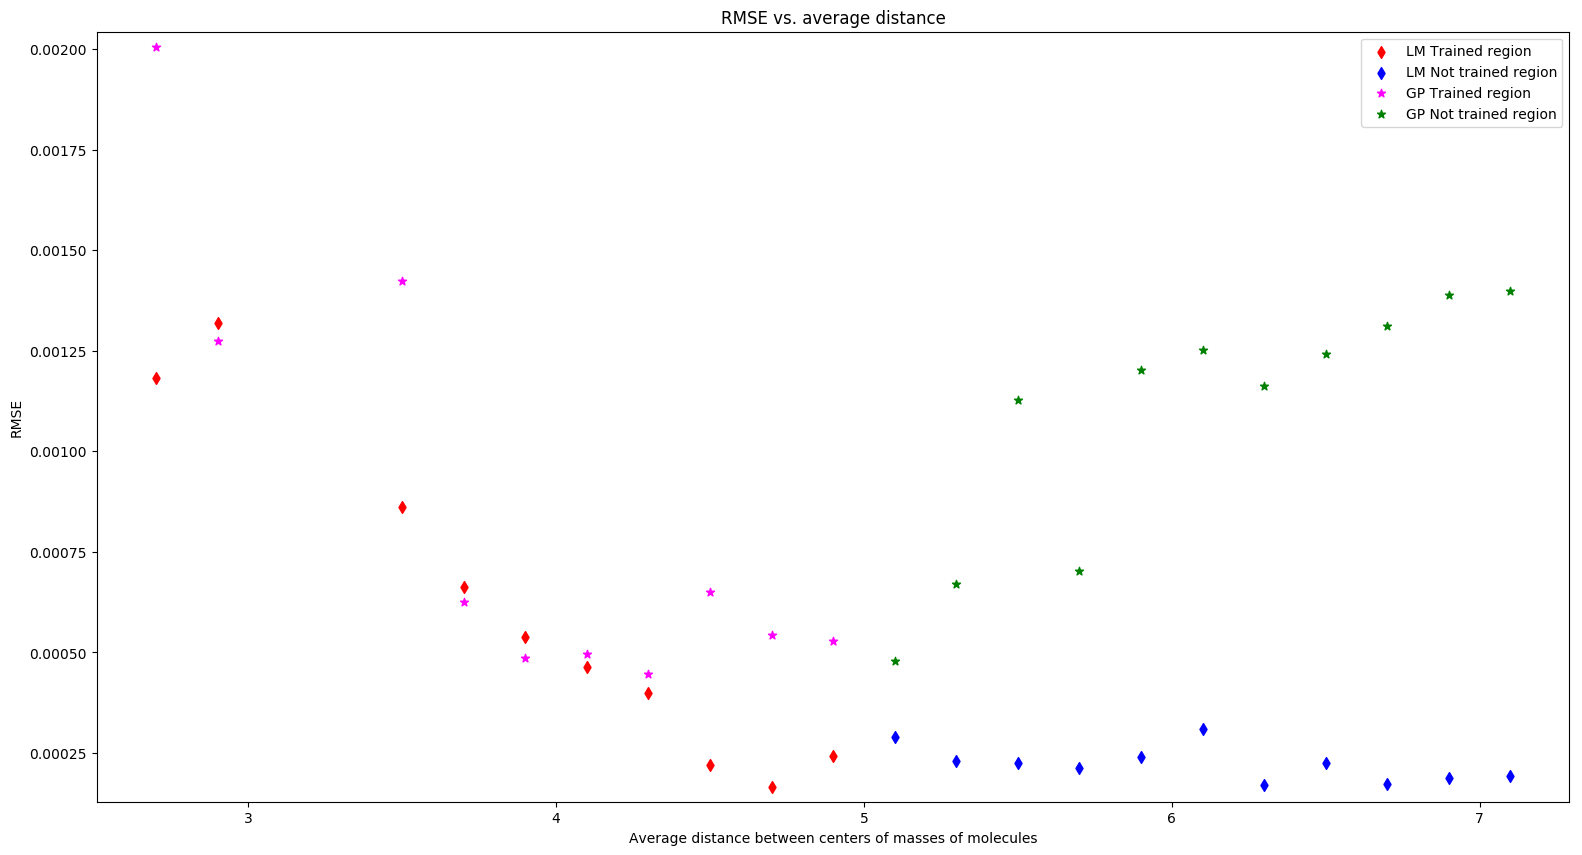 RMSE vs. average distance
LM Trained region
LM Not trained region
GP Trained region
GP Not trained region
0.00200
0.00175
0.00150
0.00125
0.00100
0.00075
0.00050
0.00025
RMSE
3 4 5 6 7
Average distance between centers of masses of molecules